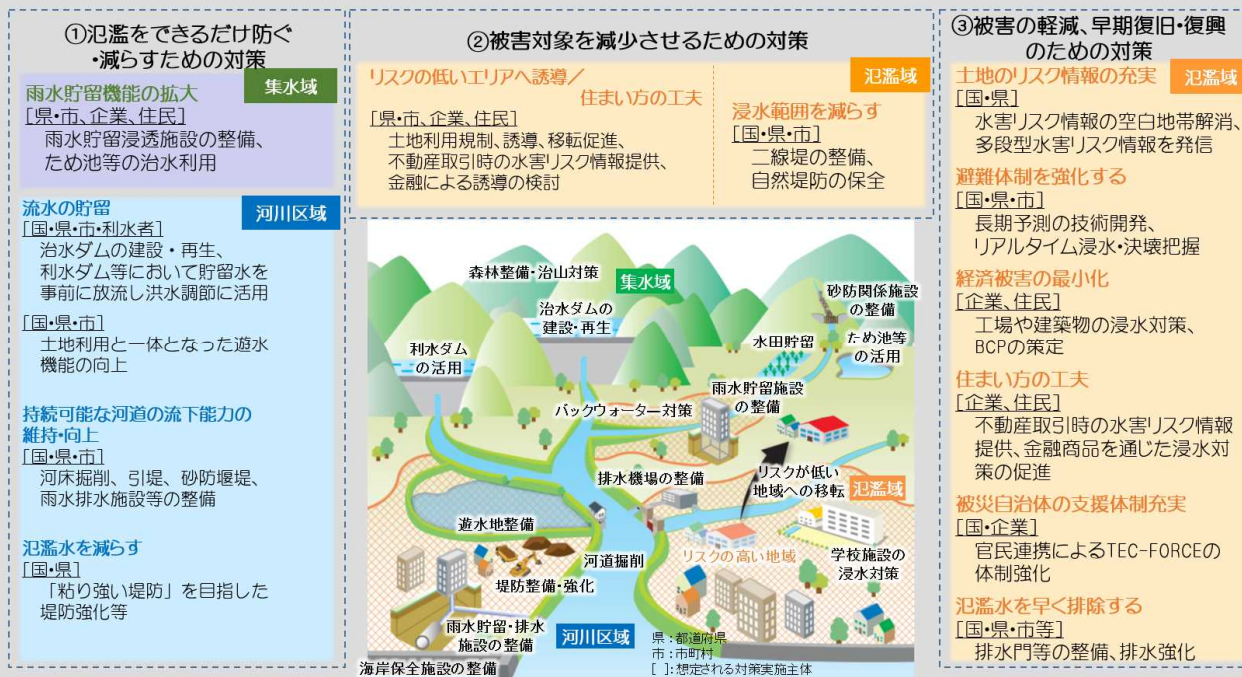 ①氾濫をできるだけ防ぐ
・減らすための対策
集水域
雨水貯留機能の拡大
[県・市、企業、住民]
雨水貯留浸透施設の整備、
ため池等の治水利用
流水の貯留
河川区域
[国・県・市・利水者]
治水ダムの建設・再生、
利水ダム等において貯留水を
事前に放流し洪水調節に活用
[国・県・市]
土地利用と一体となった遊水
機能の向上
持続可能な河道の流下能力の
維持・向上
[国・県・市]
河床掘削、引堤、砂防堰堤、
雨水排水施設等の整備
氾濫水を減らす
[国・県]
「粘り強い堤防」を目指した
堤防強化等
②被害対象を減少させるための対策
リスクの低いエリアへ誘導／
住まい方の工夫
氾濫域
[県・市、企業、住民]
土地利用規制、誘導、移転促進、
不動産取引時の水害リスク情報提供、
金融による誘導の検討
浸水範囲を減らす
[国・県・市]
二線堤の整備、
自然堤防の保全
森林整備・治山対策
集水域
治水ダムの
建設・再生
砂防関係施設
の整備
利水ダム
の活用
水田貯留
ため池等
の活用
雨水貯留施設
の整備
バックウォーター対策
排水機場の整備
リスクが低い
地域への移転
氾濫域
遊水地整備
河道掘削
リスクの高い地域
学校施設の
浸水対策
堤防整備・強化
雨水貯留・排水
施設の整備
河川区域
海岸保全施設の整備
県：都道府県
市：市町村
[ ]：想定される対策実施主体
③被害の軽減、早期復旧・復興
のための対策
土地のリスク情報の充実
氾濫域
[国・県]
水害リスク情報の空白地帯解消、
多段型水害リスク情報を発信
避難体制を強化する
[国・県・市]
長期予測の技術開発、
リアルタイム浸水・決壊把握
経済被害の最小化
[企業、住民]
工場や建築物の浸水対策、
BCPの策定
住まい方の工夫
[企業、住民]
不動産取引時の水害リスク情報
提供、金融商品を通じた浸水対
策の促進
被災自治体の支援体制充実
[国・企業]
官民連携によるTEC-FORCEの
体制強化
氾濫水を早く排除する
[国・県・市等]
排水門等の整備、排水強化